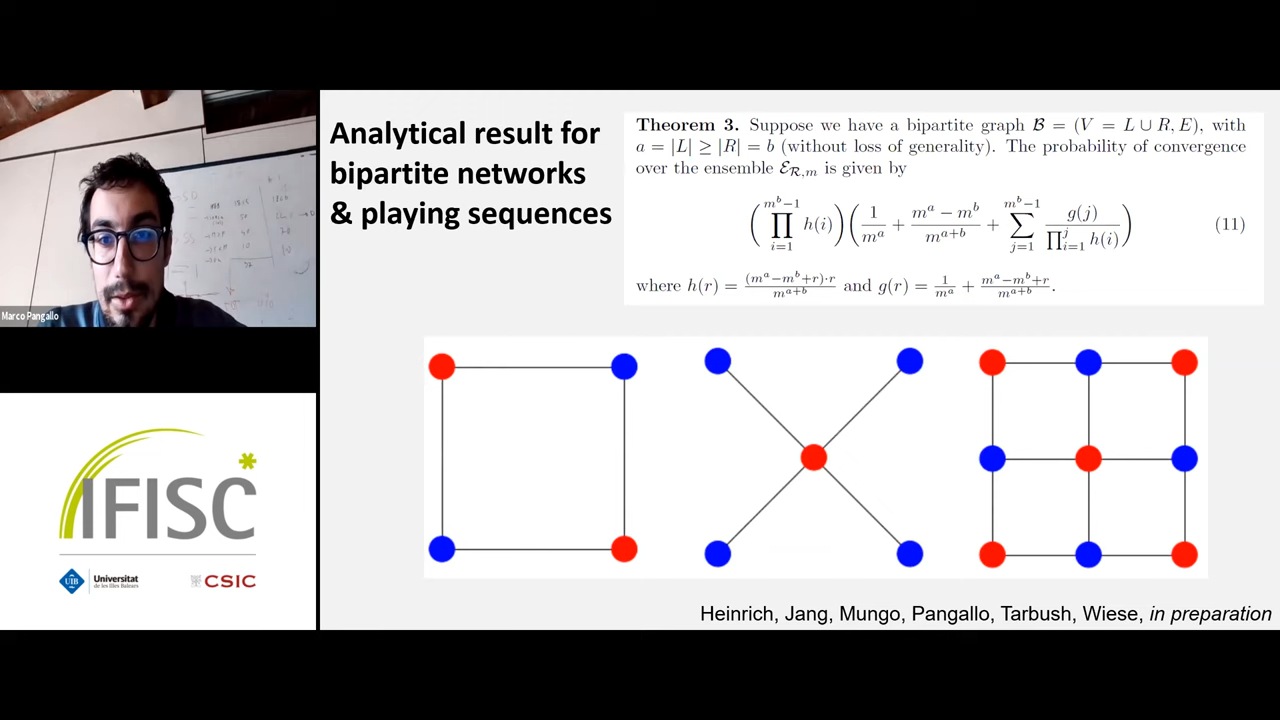 Analytical result for
bipartite networks
& playing sequences
Theorem 3. Suppose we have a bipartite graph ℬ = (V = L ∪ R, E), with
a = |L| ≥ |R| = b (without loss of generality). The probability of convergence
over the ensemble ℰ_{ℛ,m} is given by
( ∏_{i=1}^{m^b−1} h(i) ) ( 1/m^a + (m^a − m^b)/m^{a+b} + ∑_{j=1}^{m^b−1} g(j)/∏_{i=1}^{j} h(i) ) (11)
where h(r) = (m^a−m^b+r)·r/m^{a+b} and g(r) = 1/m^a + (m^a−m^b+r)/m^{a+b}.
Marco Pangallo
IFISC*
UIB
Universitat
de les Illes Balears
CSIC
Heinrich, Jang, Mungo, Pangallo, Tarbush, Wiese, in preparation